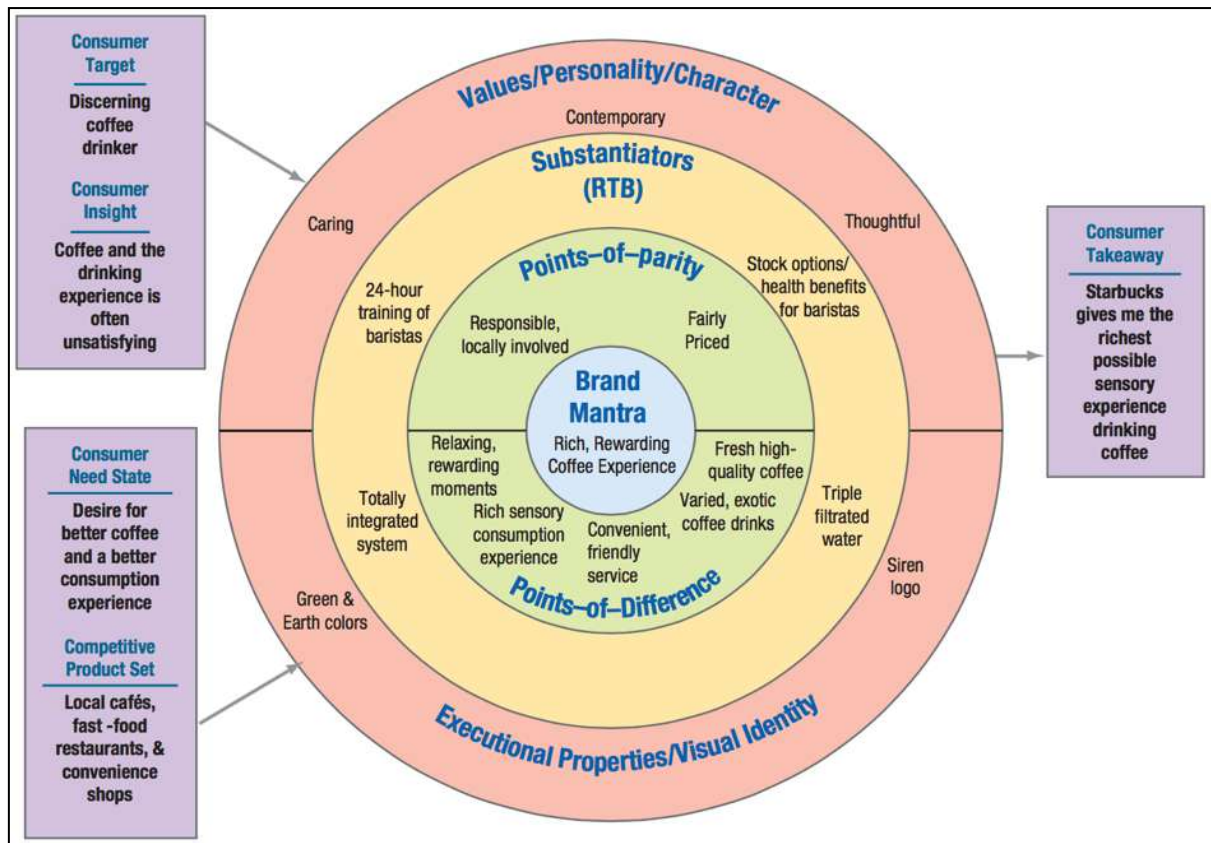 Consumer
Target
Discerning
coffee
drinker
Consumer
Insight
Coffee and the
drinking
experience is
often
unsatisfying
Consumer
Need State
Desire for
better coffee
and a better
consumption
experience
Competitive
Product Set
Local cafés,
fast -food
restaurants, &
convenience
shops
Values/Personality/Character
Contemporary
Caring
Thoughtful
Substantiators
(RTB)
24-hour
training of
baristas
Stock options/
health benefits
for baristas
Points–of–parity
Responsible,
locally involved
Fairly
Priced
Brand
Mantra
Rich, Rewarding
Coffee Experience
Relaxing,
rewarding
moments
Rich sensory
consumption
experience
Convenient,
friendly
service
Varied, exotic
coffee drinks
Fresh high-
quality coffee
Points–of–Difference
Totally
integrated
system
Triple
filtrated
water
Green &
Earth colors
Siren
logo
Executional Properties/Visual Identity
Consumer
Takeaway
Starbucks
gives me the
richest
possible
sensory
experience
drinking
coffee